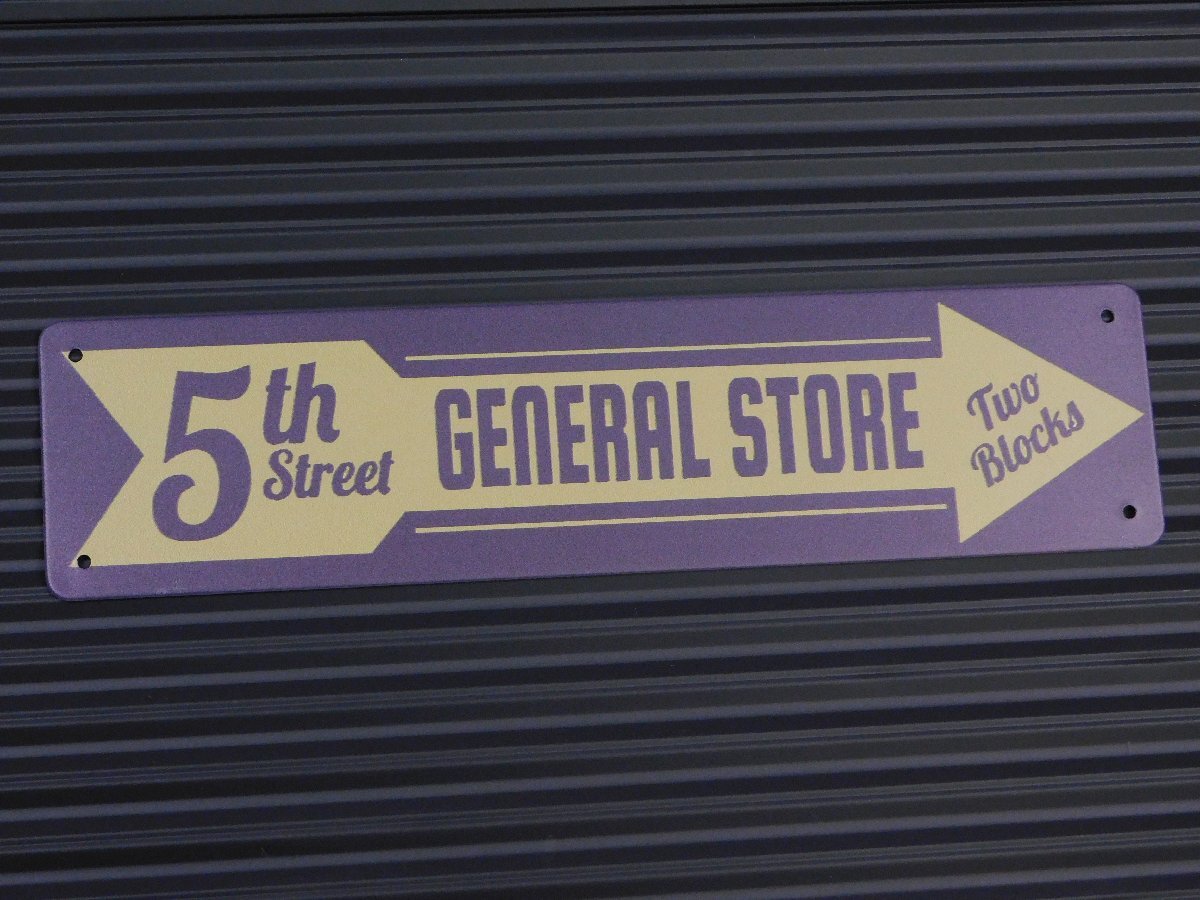 5th
Street
GENERAL STORE
Two
Blocks